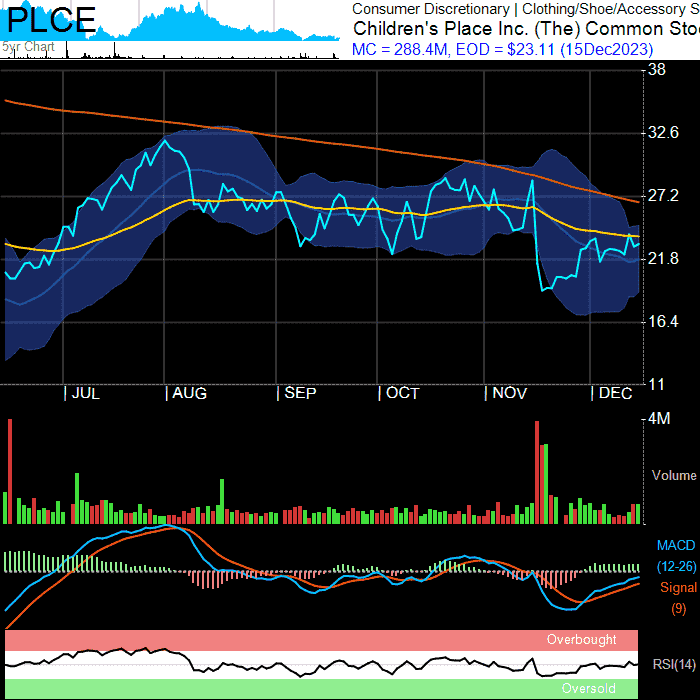 PLCE
5yr Chart
Consumer Discretionary | Clothing/Shoe/Accessory S
Children's Place Inc. (The) Common Sto
MC = 288.4M, EOD = $23.11 (15Dec2023)
38
32.6
27.2
21.8
16.4
11
| JUL | AUG | SEP | OCT | NOV | DEC
4M
Volume
MACD
(12-26)
Signal
(9)
Overbought
RSI(14)
Oversold